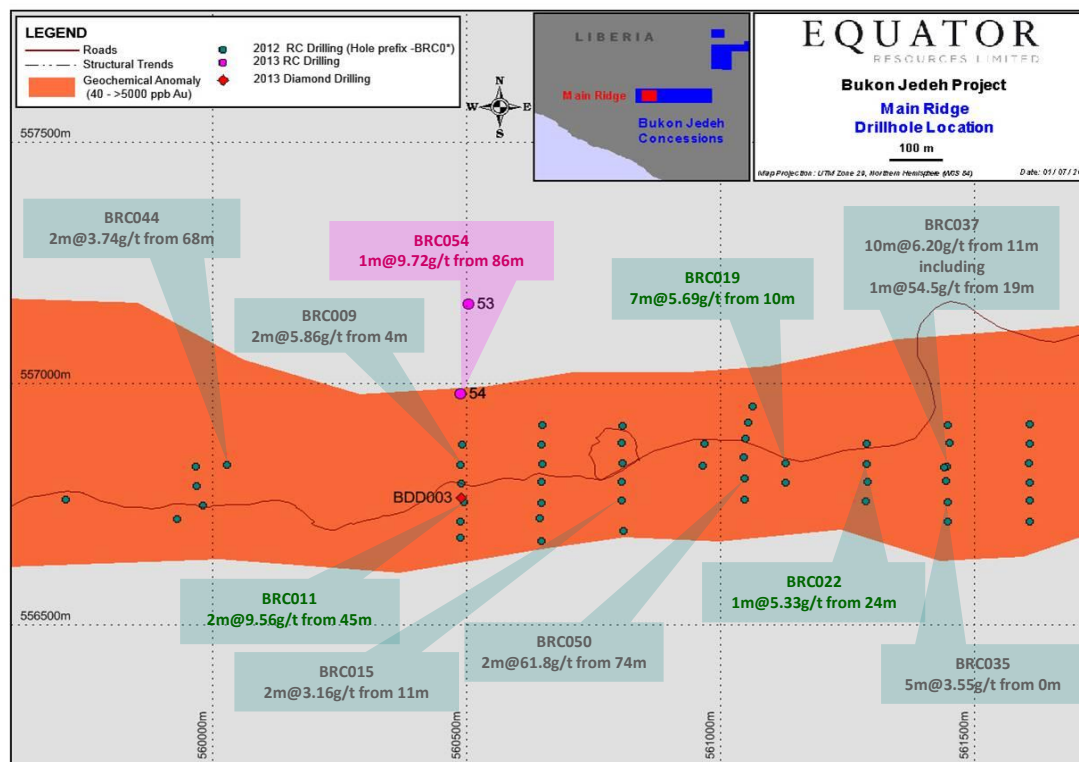 LEGEND
Roads
Structural Trends
Geochemical Anomaly
(40 - >5000 ppb Au)
2012 RC Drilling (Hole prefix -BRC0*)
2013 RC Drilling
2013 Diamond Drilling
N
W E
S
LIBERIA
Main Ridge
Bukon Jedeh
Concessions
EQUATOR
RESOURCES LIMITED
Bukon Jedeh Project
Main Ridge
Drillhole Location
100 m
Map Projection : UTM Zone 29, Northern Hemisphere (WGS 84)
Date: 01 / 07 / 20
557500m
BRC044
2m@3.74g/t from 68m
BRC054
1m@9.72g/t from 86m
BRC037
10m@6.20g/t from 11m
including
1m@54.5g/t from 19m
BRC019
7m@5.69g/t from 10m
BRC009
2m@5.86g/t from 4m
53
557000m
54
BDD003
BRC011
2m@9.56g/t from 45m
BRC022
1m@5.33g/t from 24m
556500m
BRC050
2m@61.8g/t from 74m
BRC015
2m@3.16g/t from 11m
BRC035
5m@3.55g/t from 0m
560000m
560500m
561000m
561500m